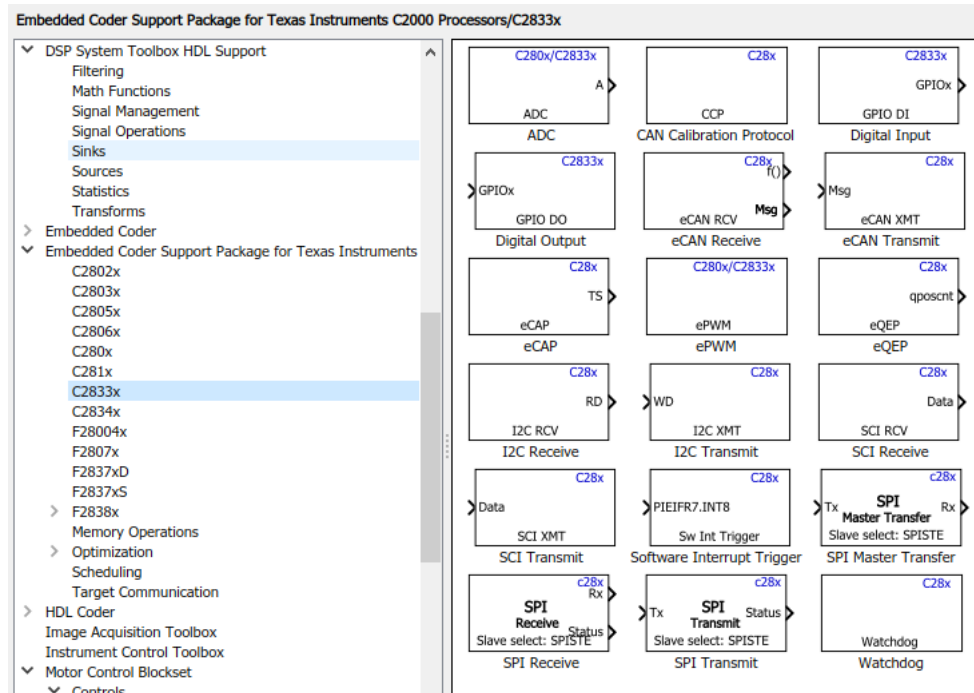 Embedded Coder Support Package for Texas Instruments C2000 Processors/C2833x
DSP System Toolbox HDL Support
Filtering
Math Functions
Signal Management
Signal Operations
Sinks
Sources
Statistics
Transforms
Embedded Coder
Embedded Coder Support Package for Texas Instruments
C2802x
C2803x
C2805x
C2806x
C280x
C281x
C2833x
C2834x
F28004x
F2807x
F2837xD
F2837xS
F2838x
Memory Operations
Optimization
Scheduling
Target Communication
HDL Coder
Image Acquisition Toolbox
Instrument Control Toolbox
Motor Control Blockset
Controls
C280x/C2833x
A
ADC
ADC
C28x
CCP
CAN Calibration Protocol
C2833x
GPIOx
GPIO DI
Digital Input
C2833x
GPIOx
GPIO DO
Digital Output
C28x
f()
Msg
eCAN RCV
eCAN Receive
C28x
Msg
eCAN XMT
eCAN Transmit
C28x
TS
eCAP
eCAP
C280x/C2833x
ePWM
ePWM
C28x
qposcnt
eQEP
eQEP
C28x
RD
I2C RCV
I2C Receive
C28x
WD
I2C XMT
I2C Transmit
C28x
Data
SCI RCV
SCI Receive
C28x
Data
SCI XMT
SCI Transmit
C28x
PIEIFR7.INT8
Sw Int Trigger
Software Interrupt Trigger
c28x
SPI
Tx Rx
Master Transfer
Slave select: SPISTE
SPI Master Transfer
c28x
Rx
SPI
Receive
Status
Slave select: SPISTE
SPI Receive
c28x
Tx SPI Status
Transmit
Slave select: SPISTE
SPI Transmit
C28x
Watchdog
Watchdog